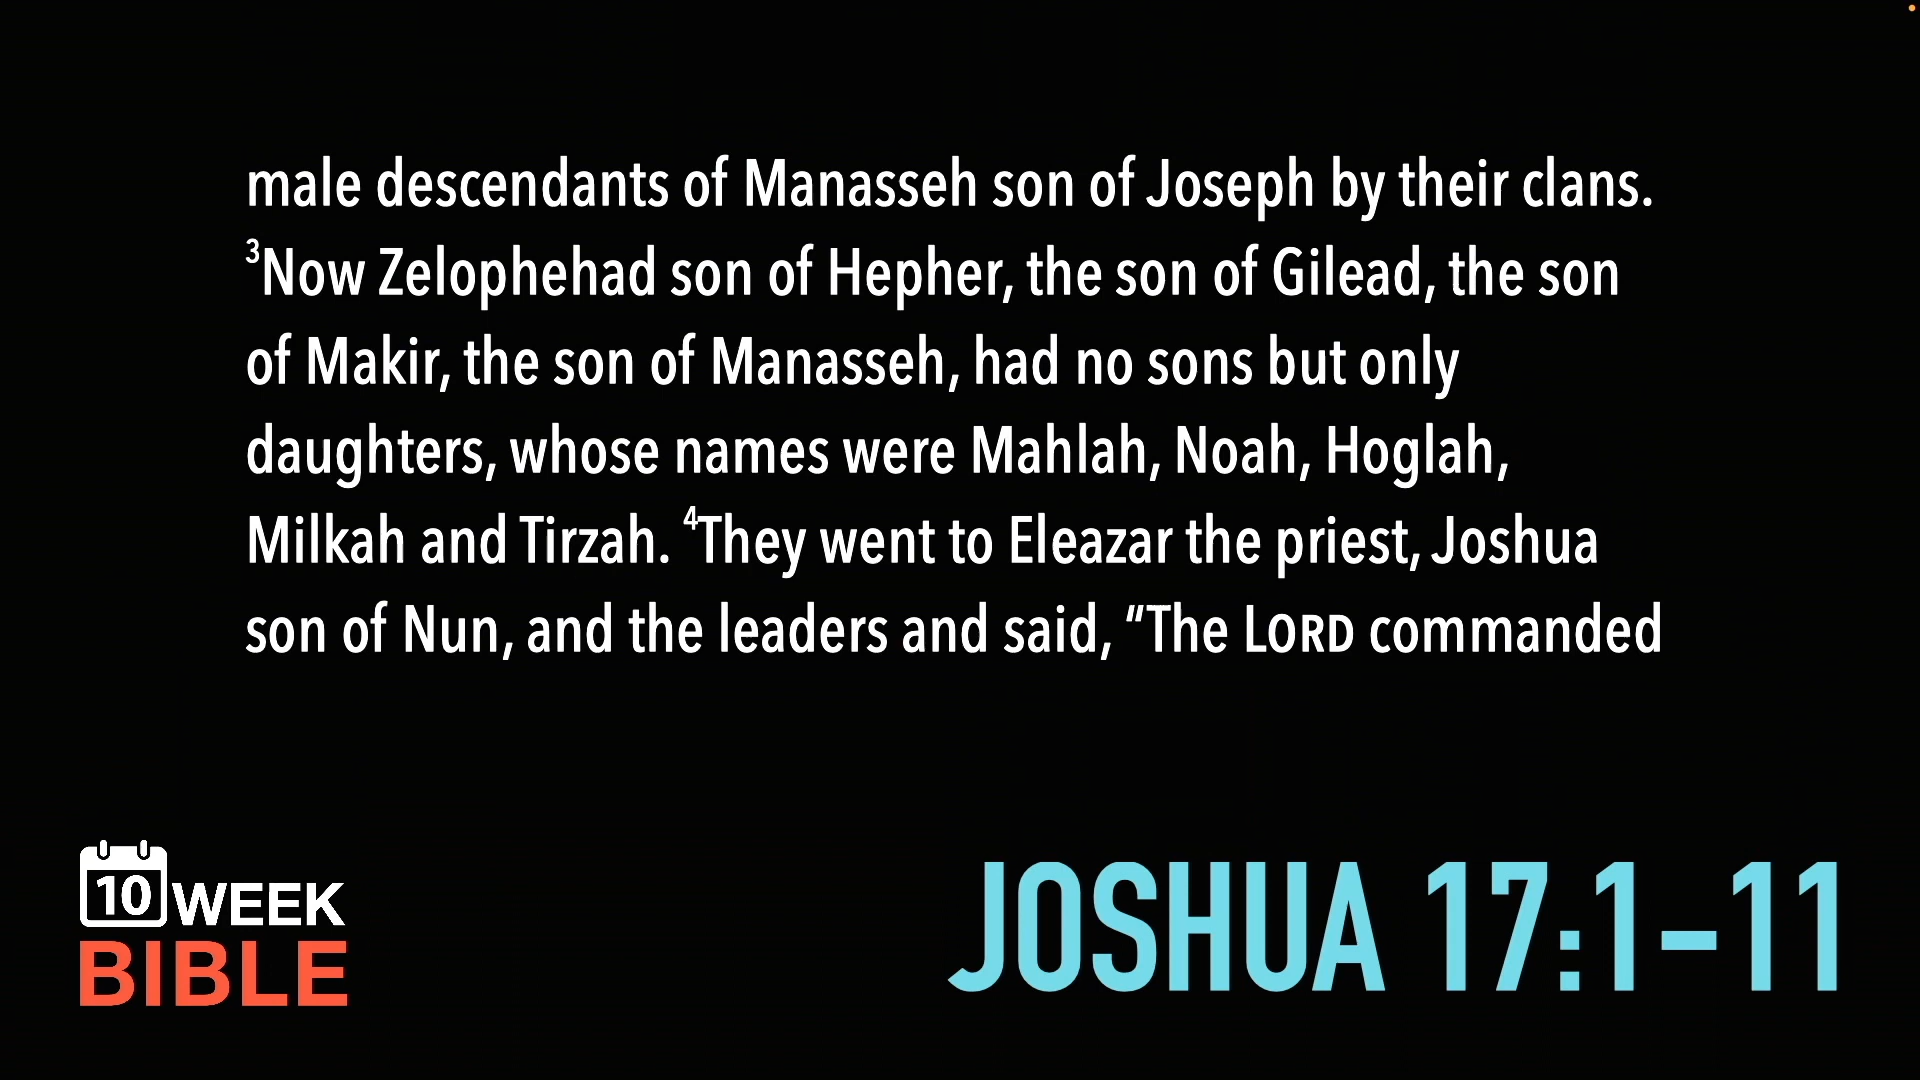 male descendants of Manasseh son of Joseph by their clans.
³Now Zelophehad son of Hepher, the son of Gilead, the son
of Makir, the son of Manasseh, had no sons but only
daughters, whose names were Mahlah, Noah, Hoglah,
Milkah and Tirzah. ⁴They went to Eleazar the priest, Joshua
son of Nun, and the leaders and said, “The LORD commanded
10 WEEK
BIBLE
JOSHUA 17:1–11